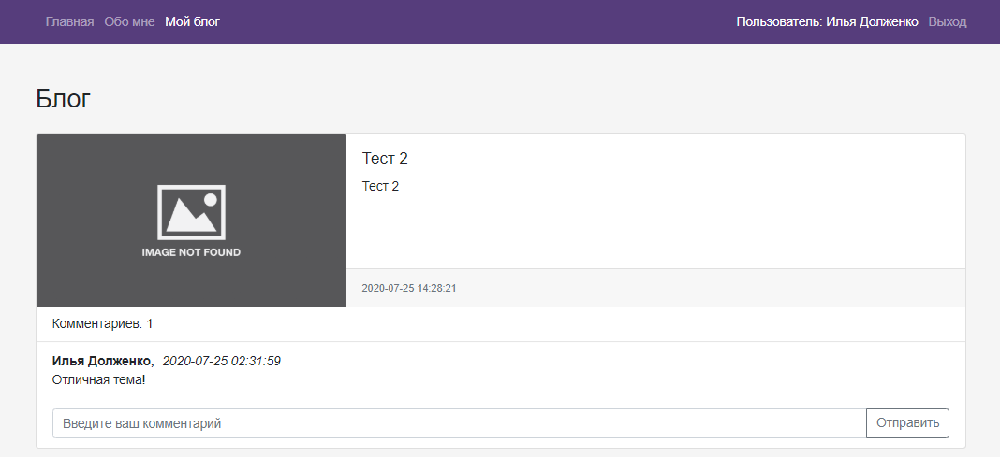 Главная Обо мне Мой блог Пользователь: Илья Долженко Выход
Блог
IMAGE NOT FOUND
Тест 2
Тест 2
2020-07-25 14:28:21
Комментариев: 1
Илья Долженко, 2020-07-25 02:31:59
Отличная тема!
Введите ваш комментарий Отправить